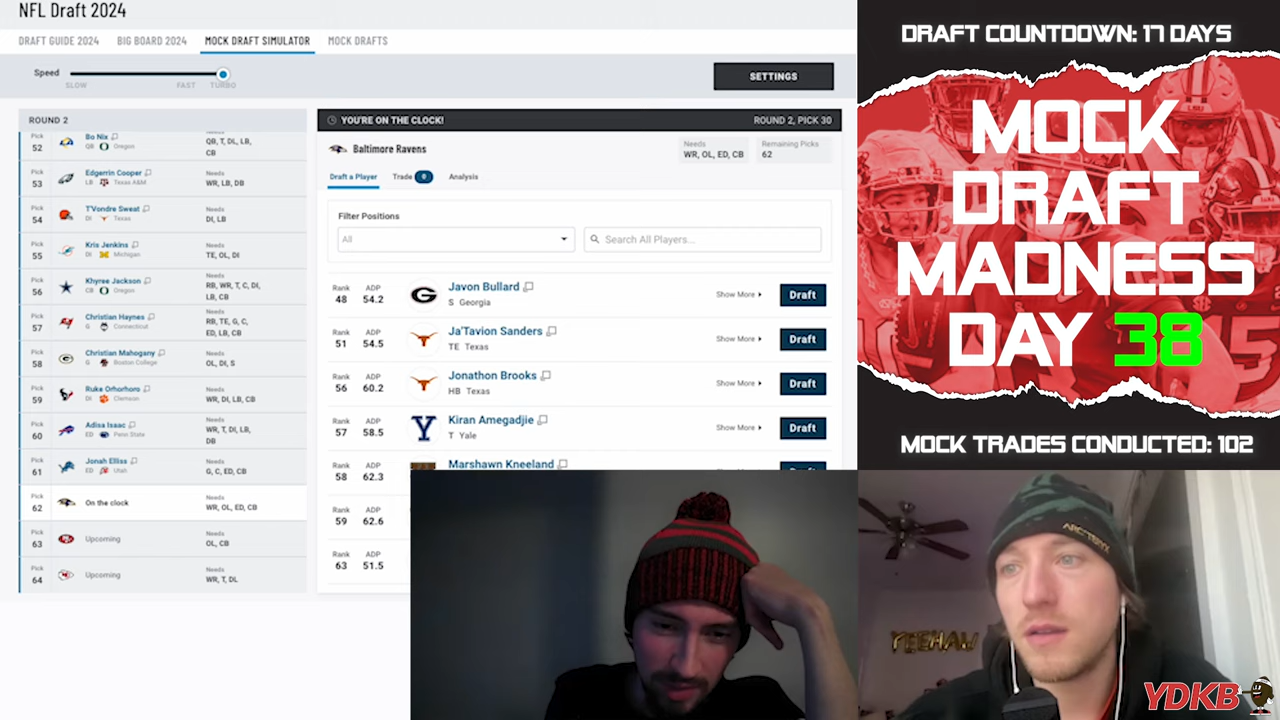 NFL Draft 2024
DRAFT GUIDE 2024 BIG BOARD 2024 MOCK DRAFT SIMULATOR MOCK DRAFTS
Speed
SLOW FAST TURBO
SETTINGS
ROUND 2
Pick 52 Bo Nix QB Oregon Needs QB, T, DL, LB, CB
Pick 53 Edgerrin Cooper LB Texas A&M Needs WR, LB, DB
Pick 54 T'Vondre Sweat DI Texas Needs DI, LB
Pick 55 Kris Jenkins DI Michigan Needs TE, OL, DI
Pick 56 Khyree Jackson CB Oregon Needs RB, WR, T, C, DI, LB, CB
Pick 57 Christian Haynes G Connecticut Needs RB, TE, G, C, ED, LB, CB
Pick 58 Christian Mahogany G Boston College Needs OL, DI, S
Pick 59 Ruke Orhorhoro DI Clemson Needs WR, DI, LB, CB
Pick 60 Adisa Isaac ED Penn State Needs WR, T, DI, LB, DB
Pick 61 Jonah Elliss ED Utah Needs G, C, ED, CB
Pick 62 On the clock Needs WR, OL, ED, CB
Pick 63 Upcoming Needs OL, CB
Pick 64 Upcoming Needs WR, T, DL
YOU'RE ON THE CLOCK! ROUND 2, PICK 30
Baltimore Ravens
Needs WR, OL, ED, CB
Remaining Picks 62
Draft a Player Trade 0 Analysis
Filter Positions
All
Search All Players...
Rank 48 ADP 54.2 Javon Bullard S Georgia Show More Draft
Rank 51 ADP 54.5 Ja'Tavion Sanders TE Texas Show More Draft
Rank 56 ADP 60.2 Jonathon Brooks HB Texas Show More Draft
Rank 57 ADP 58.5 Kiran Amegadjie T Yale Show More Draft
Rank 58 ADP 62.3 Marshawn Kneeland
Rank 59 ADP 62.6
Rank 63 ADP 51.5
DRAFT COUNTDOWN: 17 DAYS
MOCK
DRAFT
MADNESS
DAY 38
MOCK TRADES CONDUCTED: 102
ARC'TERYX
YEEHAW
YDKB